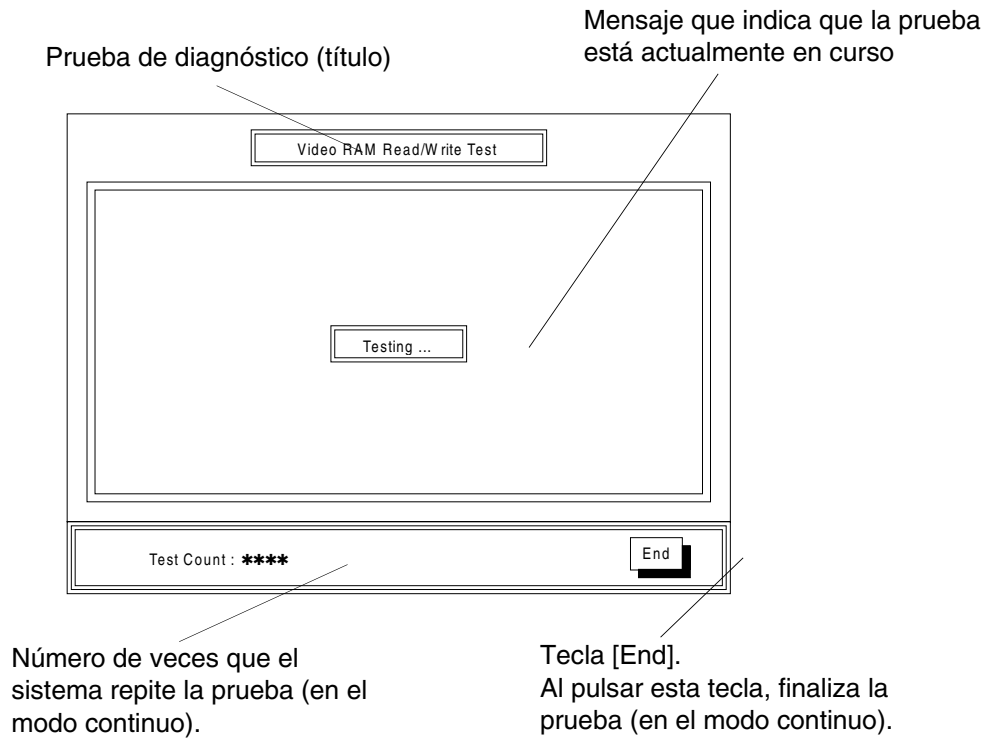 Mensaje que indica que la prueba
está actualmente en curso
Prueba de diagnóstico (título)
Video RAM Read/Write Test
Testing ...
Test Count : ****
End
Número de veces que el
sistema repite la prueba (en el
modo continuo).
Tecla [End].
Al pulsar esta tecla, finaliza la
prueba (en el modo continuo).